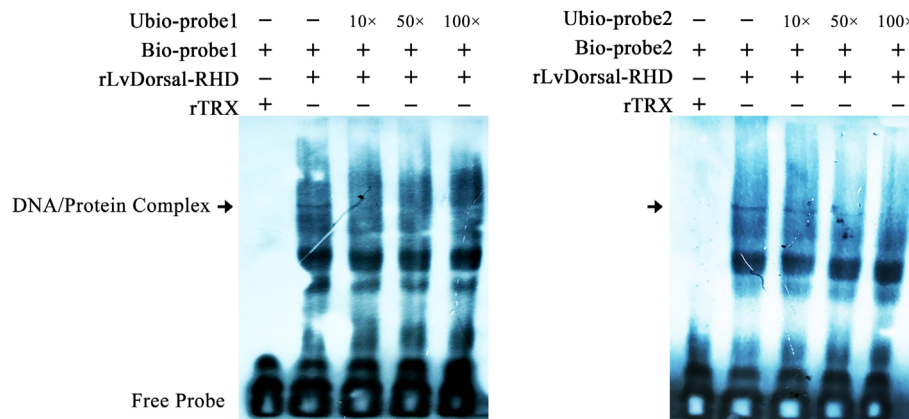 Ubio-probe1 − − 10× 50× 100×
Bio-probe1 + + + + +
rLvDorsal-RHD − + + + +
rTRX + − − − −
DNA/Protein Complex
Free Probe
Ubio-probe2 − − 10× 50× 100×
Bio-probe2 + + + + +
rLvDorsal-RHD − + + + +
rTRX + − − − −